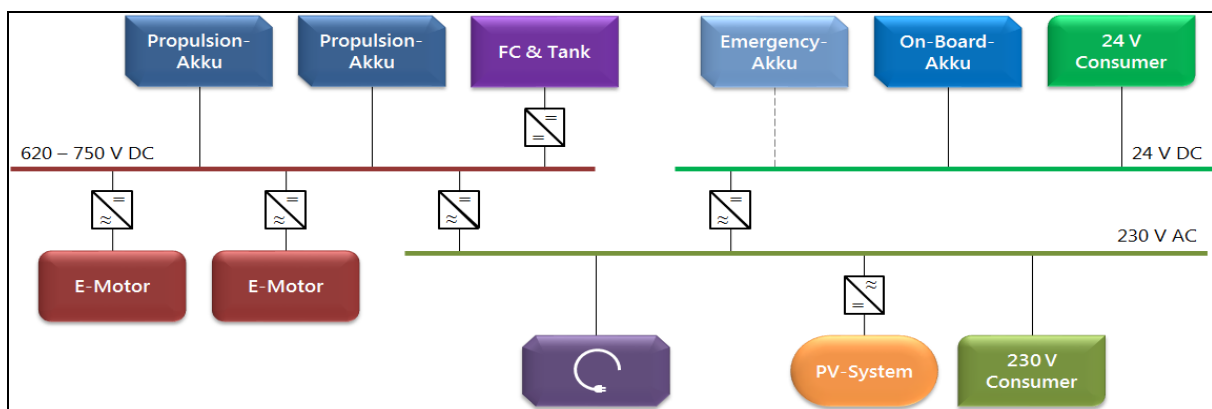 Propulsion-
Akku
Propulsion-
Akku
FC & Tank
Emergency-
Akku
On-Board-
Akku
24 V
Consumer
=
=
620 – 750 V DC
24 V DC
=
≈
=
≈
=
≈
=
≈
230 V AC
E-Motor
E-Motor
≈
=
PV-System
230 V
Consumer